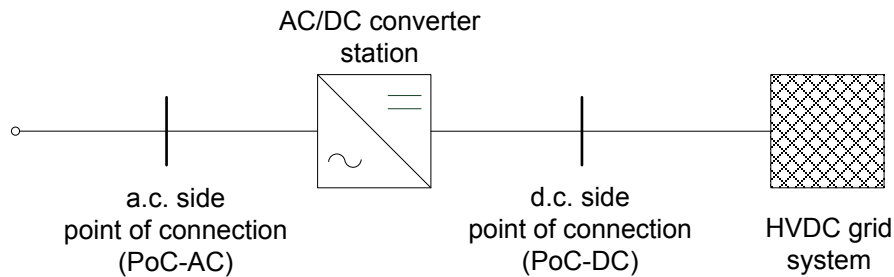 AC/DC converter
station
a.c. side
point of connection
(PoC-AC)
d.c. side
point of connection
(PoC-DC)
HVDC grid
system